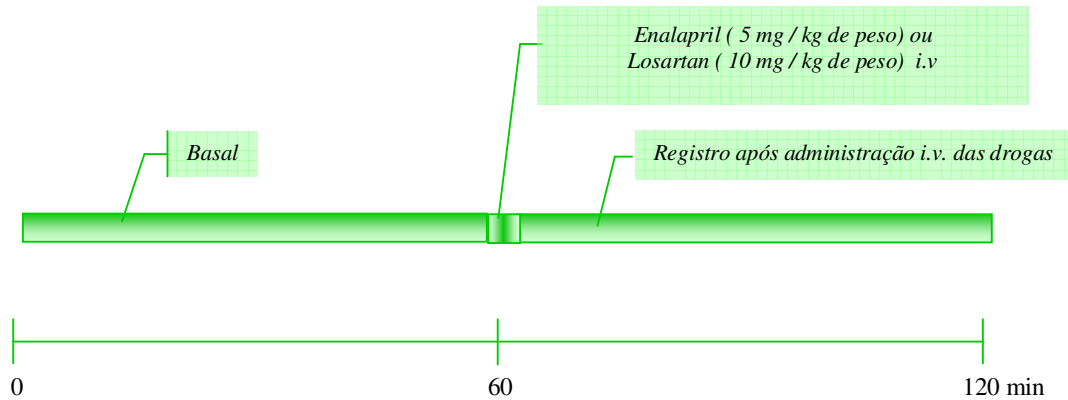 Enalapril ( 5 mg / kg de peso) ou
Losartan ( 10 mg / kg de peso)  i.v
Basal
Registro após administração i.v. das drogas
0
60
120 min